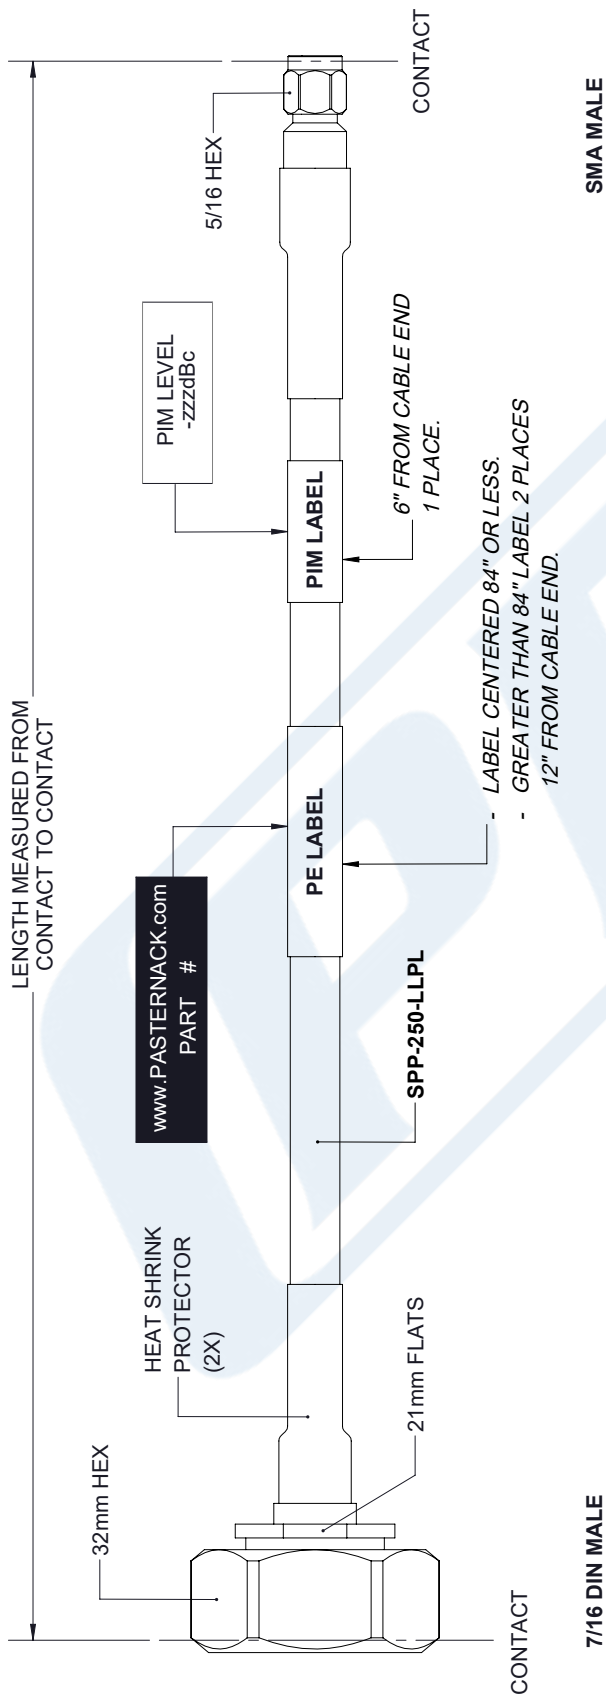 LENGTH MEASURED FROM
CONTACT TO CONTACT
32mm HEX
HEAT SHRINK
PROTECTOR
(2X)
www.PASTERNACK.com
PART #
PIM LEVEL
-zzzdBc
5/16 HEX
PE LABEL
PIM LABEL
21mm FLATS
SPP-250-LLPL
6" FROM CABLE END
1 PLACE.
CONTACT
- LABEL CENTERED 84" OR LESS.
- GREATER THAN 84" LABEL 2 PLACES
12" FROM CABLE END.
CONTACT
7/16 DIN MALE
SMA MALE